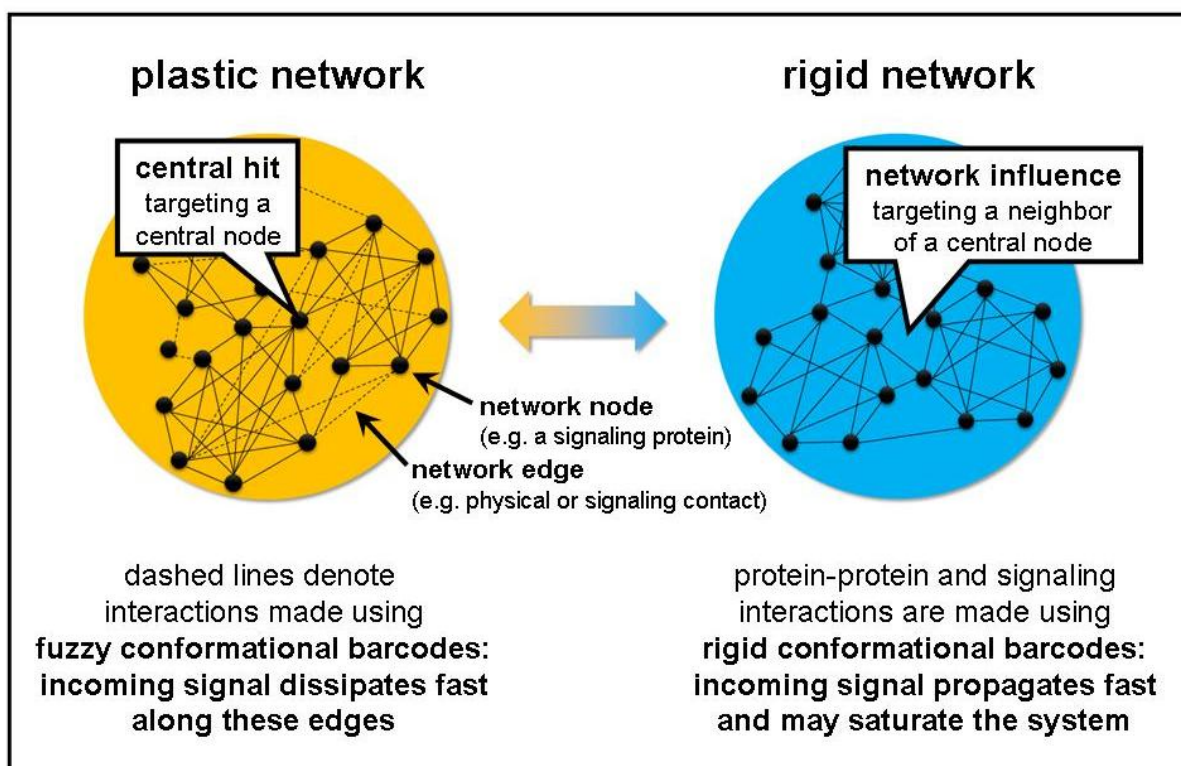 plastic network
rigid network
central hit
targeting a
central node
network influence
targeting a neighbor
of a central node
network node
(e.g. a signaling protein)
network edge
(e.g. physical or signaling contact)
dashed lines denote
interactions made using
fuzzy conformational barcodes:
incoming signal dissipates fast
along these edges
protein-protein and signaling
interactions are made using
rigid conformational barcodes:
incoming signal propagates fast
and may saturate the system